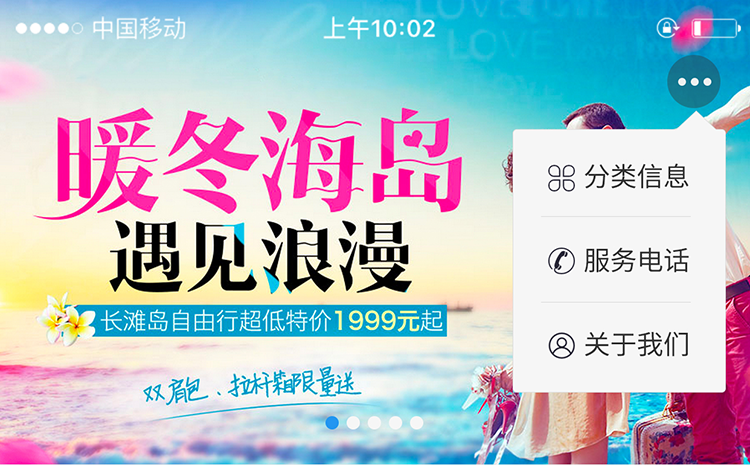 中国移动
上午10:02
LOVE
暖冬海岛
遇见浪漫
长滩岛自由行超低特价1999元起
双肩包、拉杆箱限量送
分类信息
服务电话
关于我们